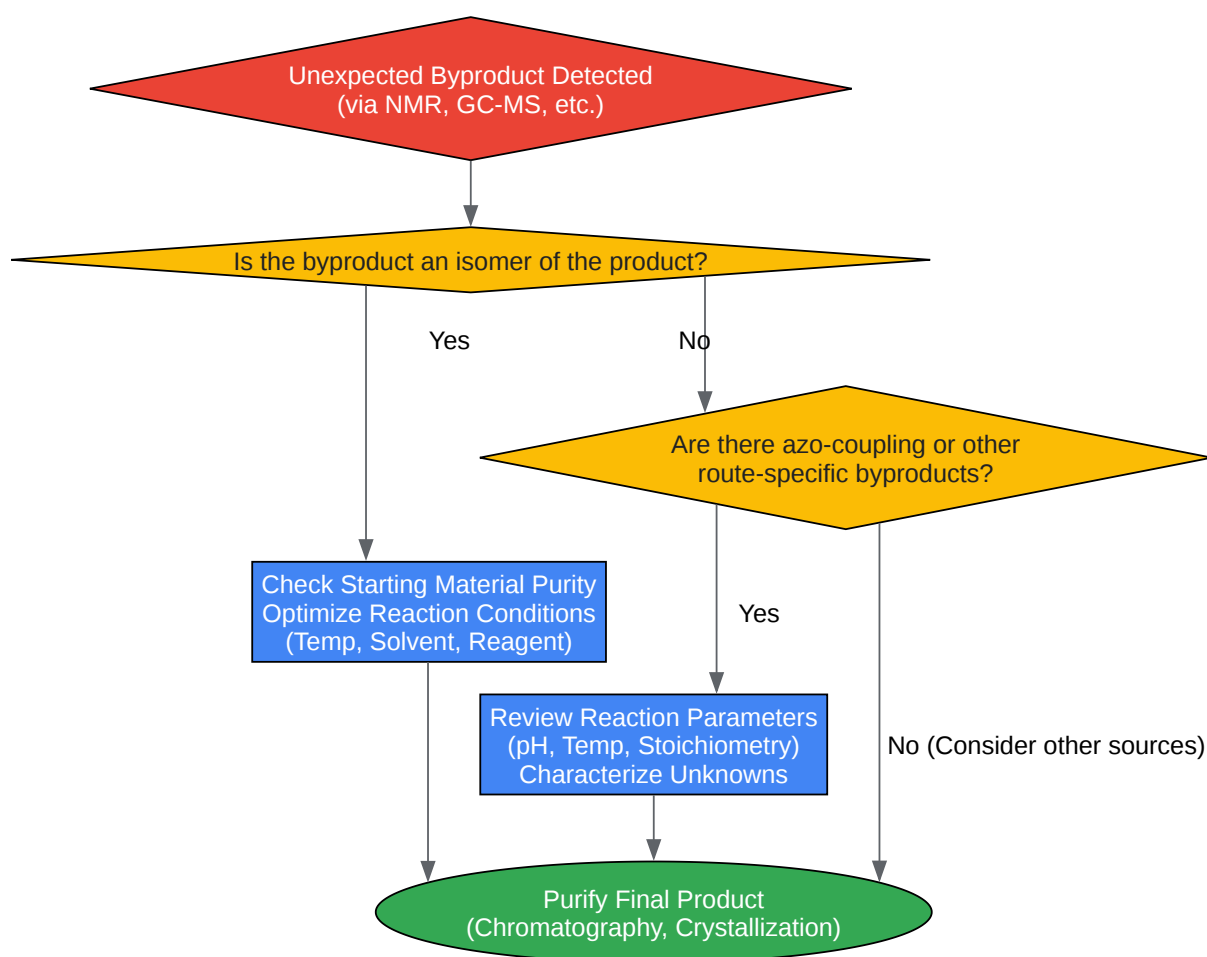 Unexpected Byproduct Detected
(via NMR, GC-MS, etc.)
Is the byproduct an isomer of the product?
Yes
No
Are there azo-coupling or other
route-specific byproducts?
Check Starting Material Purity
Optimize Reaction Conditions
(Temp, Solvent, Reagent)
Yes
Review Reaction Parameters
(pH, Temp, Stoichiometry)
Characterize Unknowns
No (Consider other sources)
Purify Final Product
(Chromatography, Crystallization)